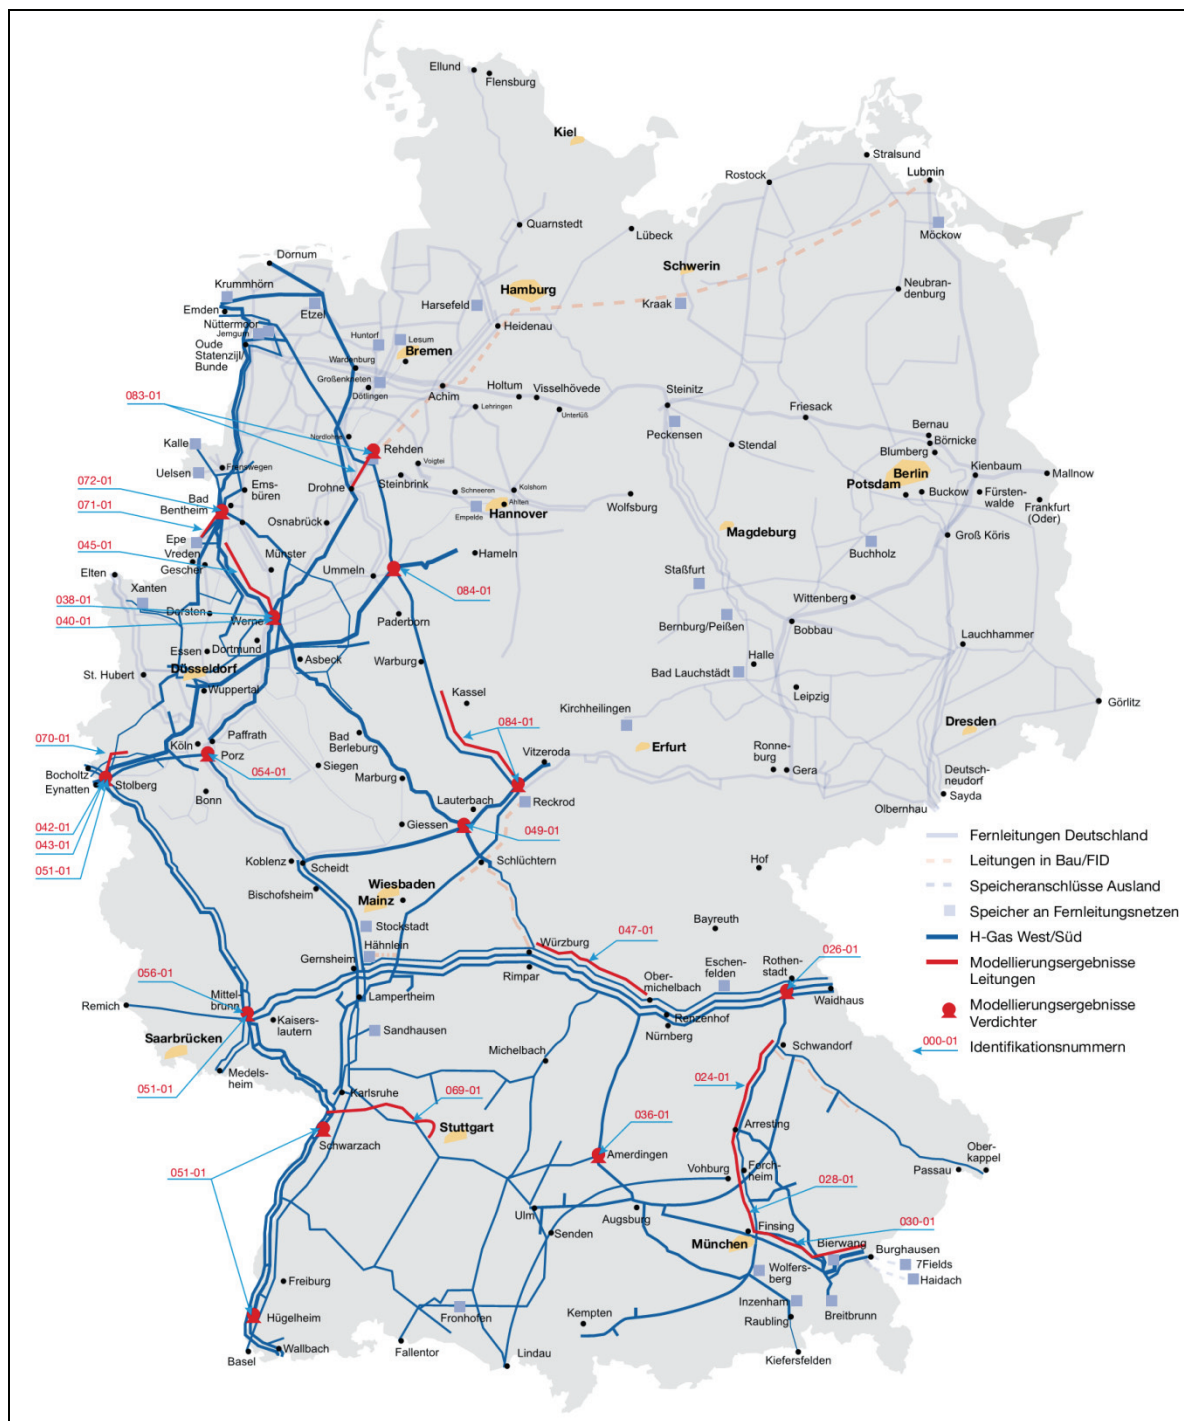 Ellund
Flensburg
Kiel
Stralsund
Rostock
Lubmin
Quarnstedt
Lübeck
Möckow
Dornum
Schwerin
Krummhörn
Hamburg
Neubran-
denburg
Emden
Etzel
Harsefeld
Kraak
Nüttermoor
Jemgum
Heidenau
Oude
Statenzijl/
Bunde
Huntorf
Lesum
Bremen
Wardenburg
Großenkneten
Dötlingen
Achim
Holtum
Visselhövede
Steinitz
083-01
Lehringen
Unterlüß
Friesack
Peckensen
Bernau
Nordlohne
Börnicke
Kalle
Rehden
Stendal
Blumberg
Uelsen
Frenswegen
Voigtei
Berlin
Kienbaum
Mallnow
072-01
Ems-
büren
Drohne
Steinbrink
Potsdam
Buckow
Fürsten-
walde
Frankfurt
(Oder)
071-01
Bad
Bentheim
Schneeren
Kolshorn
Ahlten
Wolfsburg
Osnabrück
Empelde
Hannover
Magdeburg
Groß Köris
Epe
Vreden
Gescher
045-01
Münster
Hameln
Buchholz
Elten
Ummeln
Staßfurt
Xanten
084-01
Wittenberg
038-01
Dorsten
Werne
Paderborn
Bernburg/Peißen
Bobbau
040-01
Lauchhammer
Essen
Dortmund
Asbeck
Warburg
Halle
Düsseldorf
Bad Lauchstädt
St. Hubert
Wuppertal
Leipzig
Kassel
Görlitz
Kirchheilingen
084-01
Dresden
070-01
Köln
Paffrath
Bad
Berleburg
Erfurt
Ronne-
burg
Porz
Vitzeroda
Bocholtz
Eynatten
Stolberg
054-01
Siegen
Marburg
Gera
Deutsch-
neudorf
Sayda
Bonn
Lauterbach
Reckrod
Olbernhau
042-01
043-01
051-01
Giessen
049-01
Fernleitungen Deutschland
Koblenz
Scheidt
Schlüchtern
Hof
Leitungen in Bau/FID
Bischofsheim
Wiesbaden
Mainz
Speicheranschlüsse Ausland
Speicher an Fernleitungsnetzen
Stockstadt
Bayreuth
H-Gas West/Süd
Hähnlein
Würzburg
047-01
Gernsheim
Eschen-
felden
Rothen-
stadt
026-01
Modellierungsergebnisse
Leitungen
Rimpar
056-01
Ober-
michelbach
Mittel-
brunn
Lampertheim
Waidhaus
Modellierungsergebnisse
Verdichter
Remich
Renzenhof
Kaisers-
lautern
Sandhausen
Nürnberg
000-01
Identifikationsnummern
Saarbrücken
Michelbach
Schwandorf
051-01
Medels-
heim
Karlsruhe
069-01
024-01
Stuttgart
036-01
Arresting
Schwarzach
Amerdingen
Ober-
kappel
051-01
Vohburg
Forch-
heim
Passau
028-01
Ulm
Augsburg
030-01
Senden
Finsing
München
Bierwang
Burghausen
7Fields
Haidach
Wolfers-
berg
Freiburg
Inzenham
Hügelheim
Fronhofen
Kempten
Raubling
Breitbrunn
Wallbach
Basel
Fallentor
Lindau
Kiefersfelden